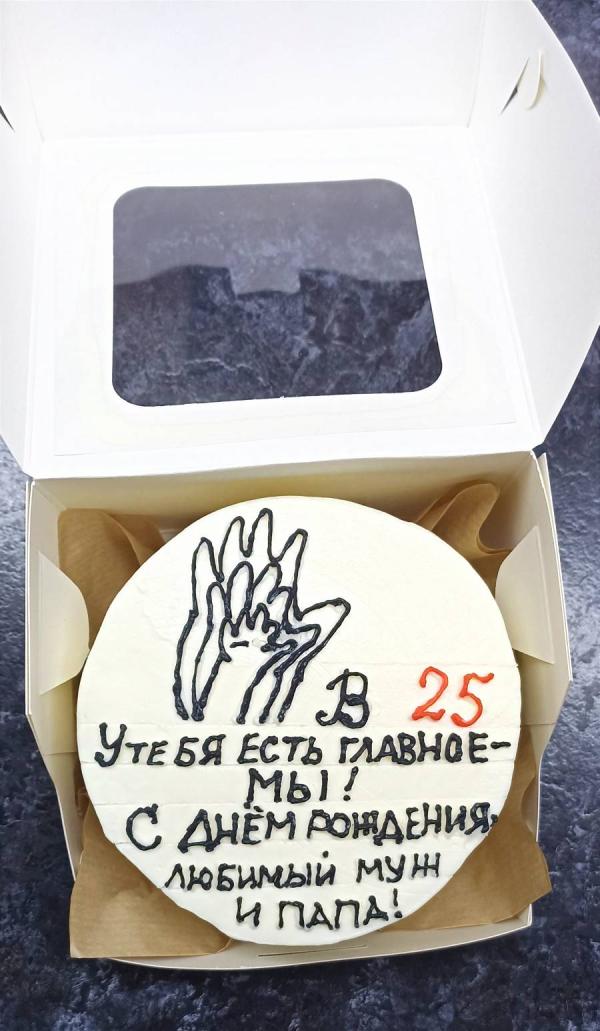 В 25
У тебя есть главное-
мы!
С днём рождения,
любимый муж
и папа!